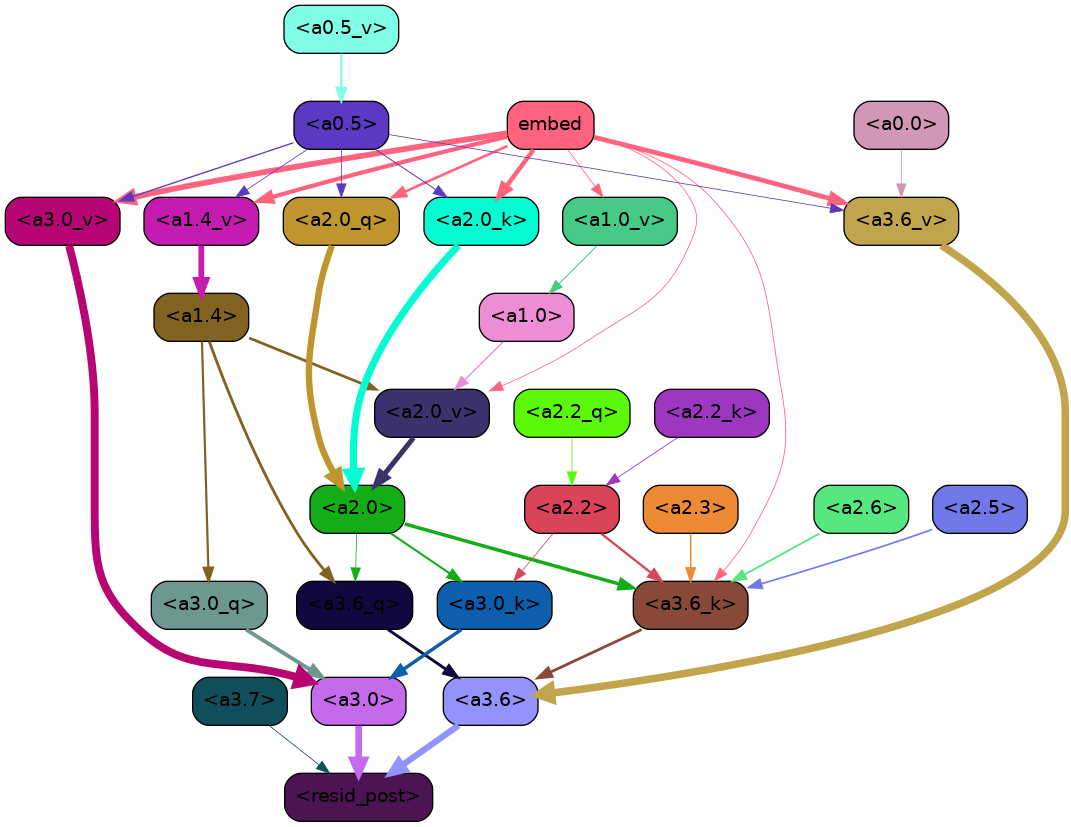 <a0.5_v>
<a0.5>
embed
<a0.0>
<a3.0_v>
<a1.4_v>
<a2.0_q>
<a2.0_k>
<a1.0_v>
<a3.6_v>
<a1.4>
<a1.0>
<a2.0_v>
<a2.2_q>
<a2.2_k>
<a2.0>
<a2.2>
<a2.3>
<a2.6>
<a2.5>
<a3.0_q>
<a3.6_q>
<a3.0_k>
<a3.6_k>
<a3.7>
<a3.0>
<a3.6>
<resid_post>